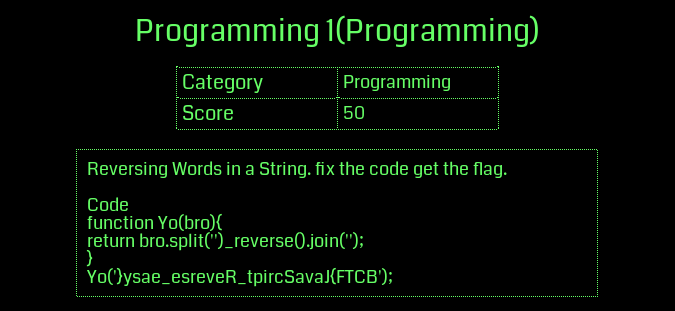 Programming 1(Programming)
Category Programming
Score 50
Reversing Words in a String. fix the code get the flag.
Code
function Yo(bro){
return bro.split('')_reverse().join('');
}
Yo('}ysae_esreveR_tpircSavaJ{FTCB');